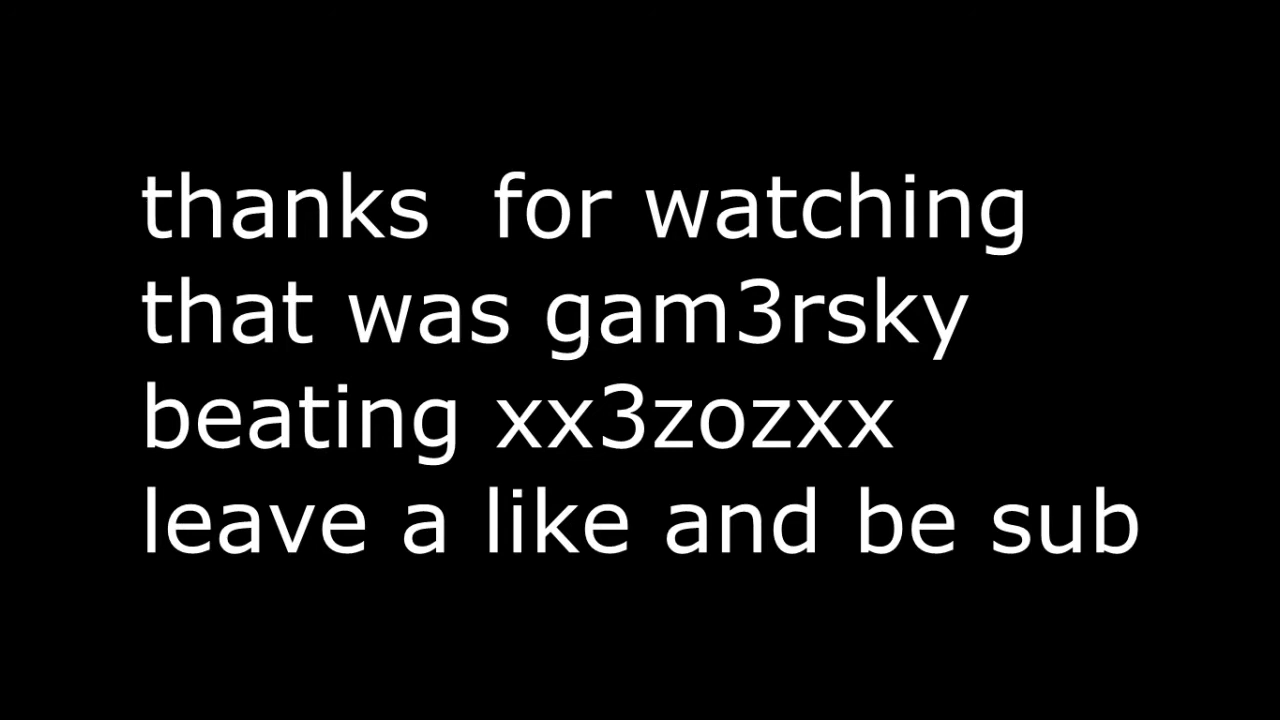 thanks  for watching
that was gam3rsky
beating xx3zozxx
leave a like and be sub